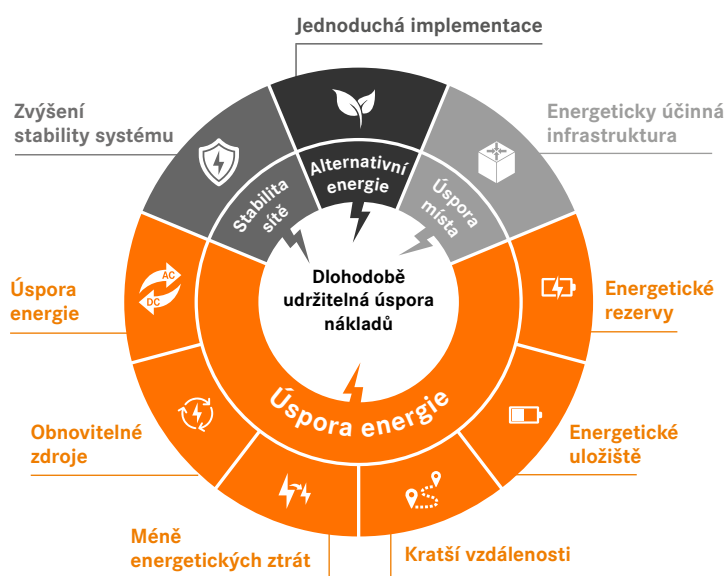 Jednoduchá implementace
Zvýšení
stability systému
Energeticky účinná
infrastruktura
Alternativní
energie
Stabilita
sítě
Úspora
místa
AC
DC
Dlohodobě
udržitelná úspora
nákladů
Úspora
energie
Energetické
rezervy
Úspora energie
Obnovitelné
zdroje
Energetické
uložiště
Méně
energetických ztrát
Kratší vzdálenosti